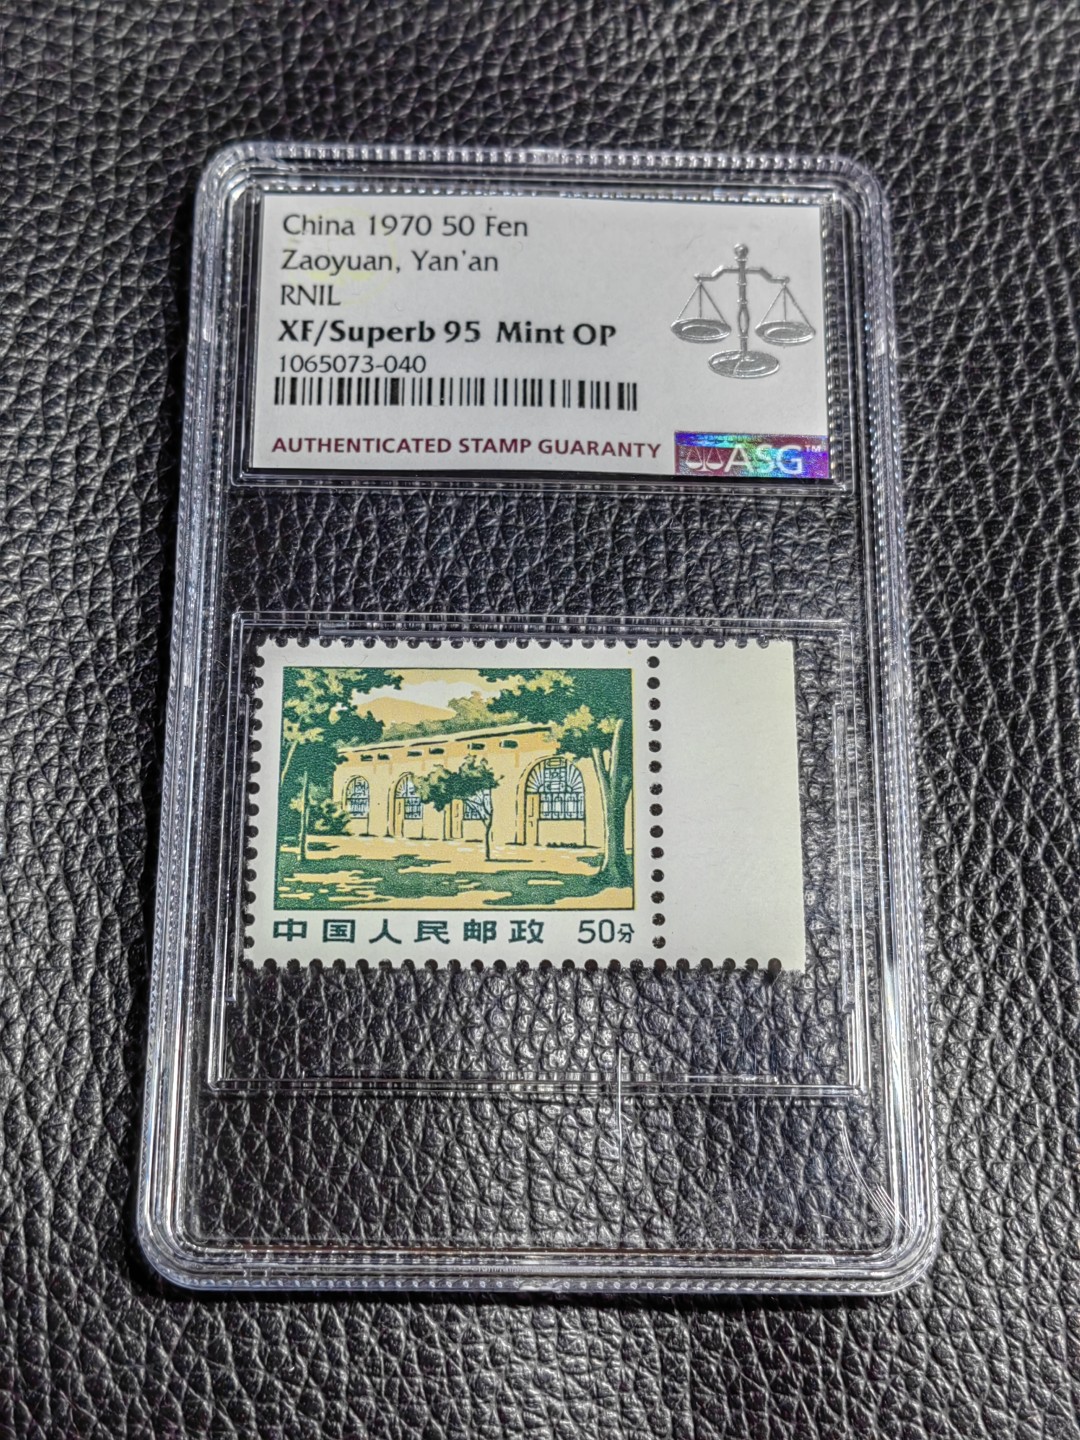 China 1970 50 Fen
Zaoyuan, Yan'an
RNIL
XF/Superb 95 Mint OP
1065073-040
AUTHENTICATED STAMP GUARANTY
ASG™
中国人民邮政 50分